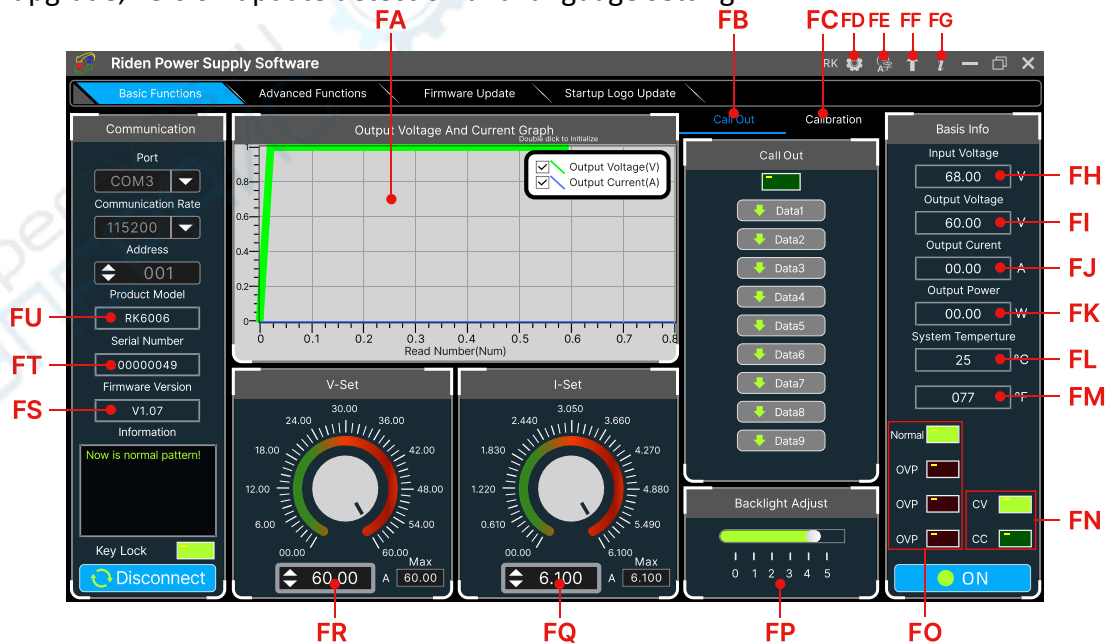 upgrade, version update detection and language setting
FA FB FC FD FE FF FG
Riden Power Supply Software RK
Basic Functions Advanced Functions Firmware Update Startup Logo Update
Communication
Port
COM3
Communication Rate
115200
Address
001
Product Model
FU RK6006
Serial Number
FT 00000049
Firmware Version
FS V1.07
Information
Now is normal pattern!
Key Lock
Disconnect
Output Voltage And Current Graph
Double dick to initialize
Output Voltage(V)
Output Current(A)
1
0.8
0.6
0.4
0.2
0
0 0.1 0.2 0.3 0.4 0.5 0.6 0.7 0.8
Read Number(Num)
V-Set
30.00
24.00 36.00
18.00 42.00
12.00 48.00
6.00 54.00
00.00 60.00
Max
60.00 A 60.00
FR
I-Set
3.050
2.440 3.660
1.830 4.270
1.220 4.880
0.610 5.490
00.00 6.100
Max
6.100 A 6.100
FQ
Call Out Calibration
Call Out
Data1
Data2
Data3
Data4
Data5
Data6
Data7
Data8
Data9
Backlight Adjust
0 1 2 3 4 5
FP
Basis Info
Input Voltage
68.00 V FH
Output Voltage
60.00 V FI
Output Curent
00.00 A FJ
Output Power
00.00 W FK
System Temperture
25 °C FL
077 °F FM
Normal
OVP
OVP CV FN
OVP CC
ON
FO